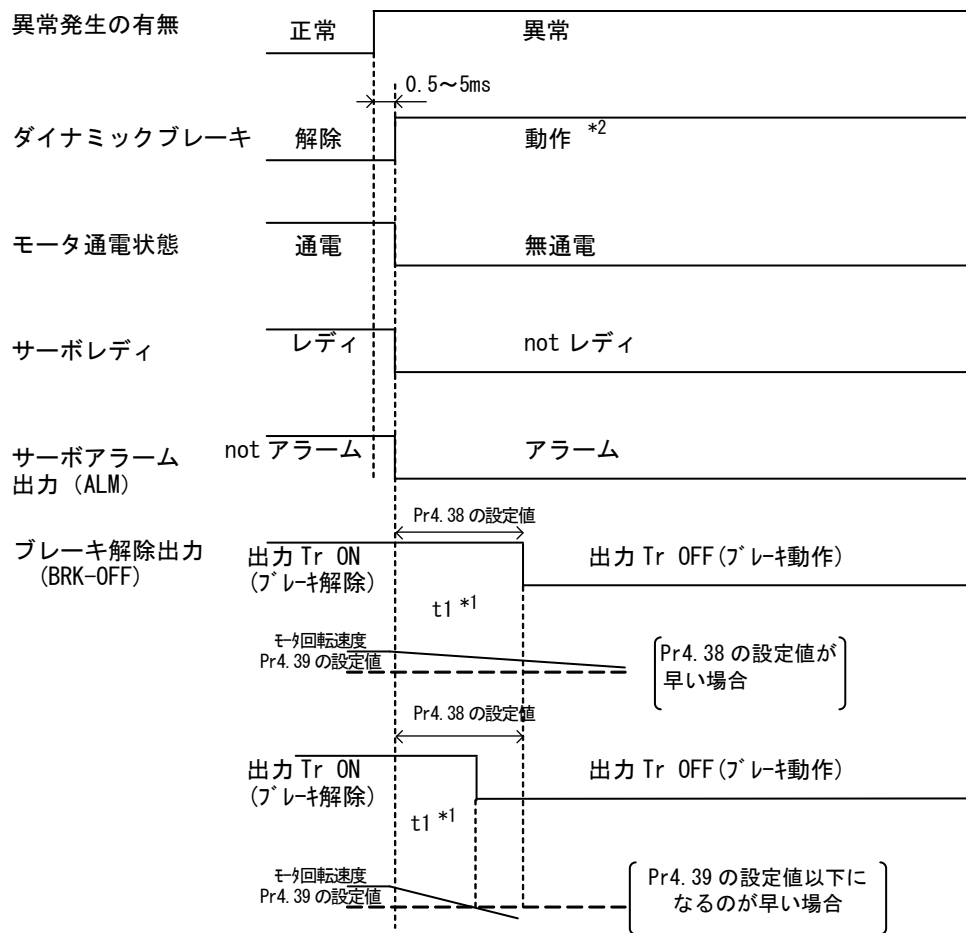 異常発生の有無 正常 異常
0.5～5ms
ダイナミックブレーキ 解除 動作 *2
モータ通電状態 通電 無通電
サーボレディ レディ not レディ
サーボアラーム
出力（ALM） not アラーム アラーム
Pr4.38 の設定値
ブレーキ解除出力
(BRK-OFF)
出力 Tr ON
(ﾌﾞﾚｰｷ解除)
出力 Tr OFF(ﾌﾞﾚｰｷ動作)
t1 *1
ﾓｰﾀ回転速度
Pr4.39 の設定値
Pr4.38 の設定値が
早い場合
Pr4.38 の設定値
出力 Tr ON
(ﾌﾞﾚｰｷ解除)
出力 Tr OFF(ﾌﾞﾚｰｷ動作)
t1 *1
ﾓｰﾀ回転速度
Pr4.39 の設定値
Pr4.39 の設定値以下に
なるのが早い場合